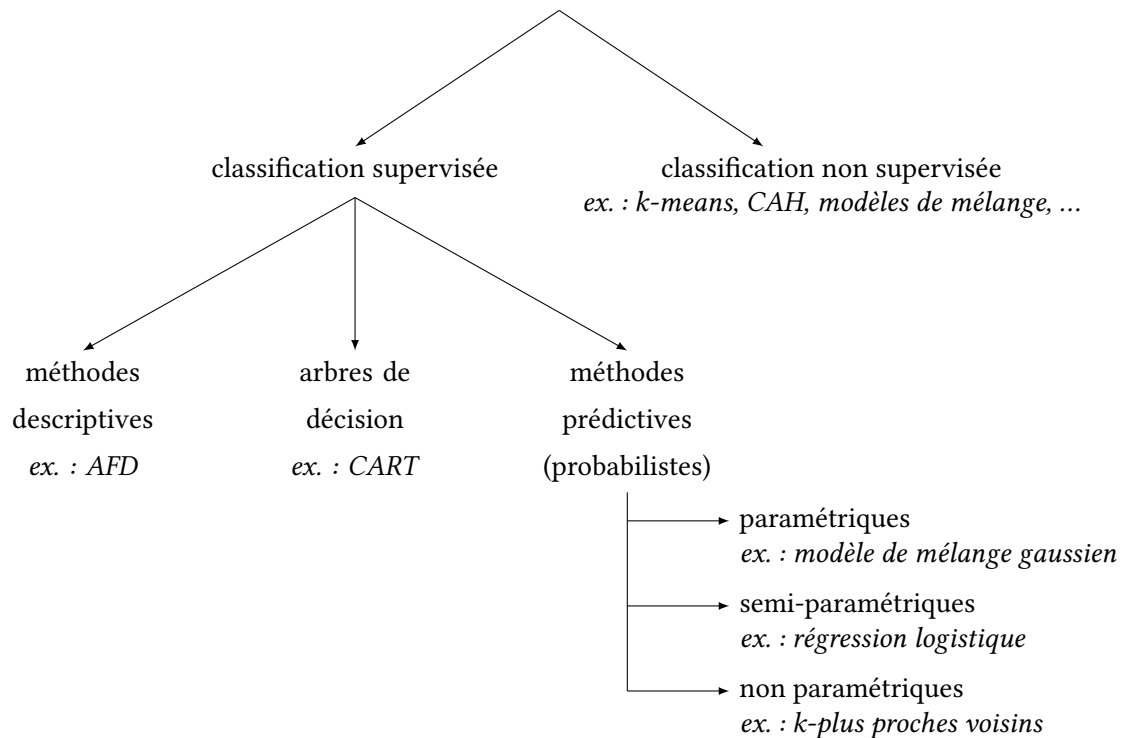 classification supervisée
classification non supervisée
ex. : k-means, CAH, modèles de mélange, ...
méthodes
descriptives
ex. : AFD
arbres de
décision
ex. : CART
méthodes
prédictives
(probabilistes)
paramétriques
ex. : modèle de mélange gaussien
semi-paramétriques
ex. : régression logistique
non paramétriques
ex. : k-plus proches voisins